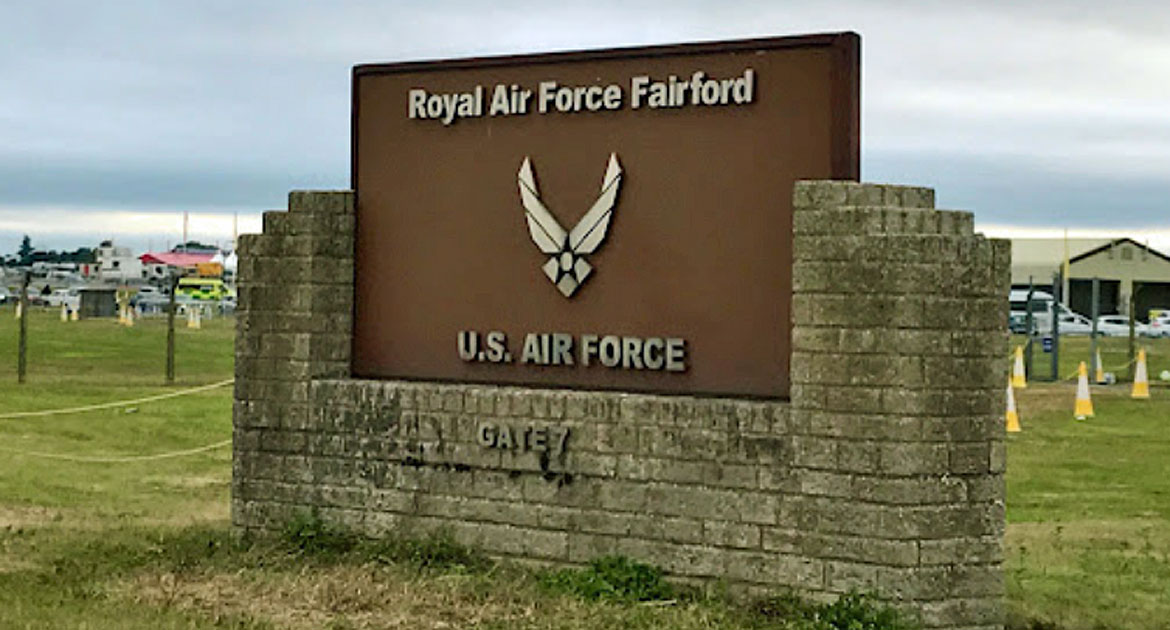 Royal Air Force Fairford
U.S. AIR FORCE
GATE 7